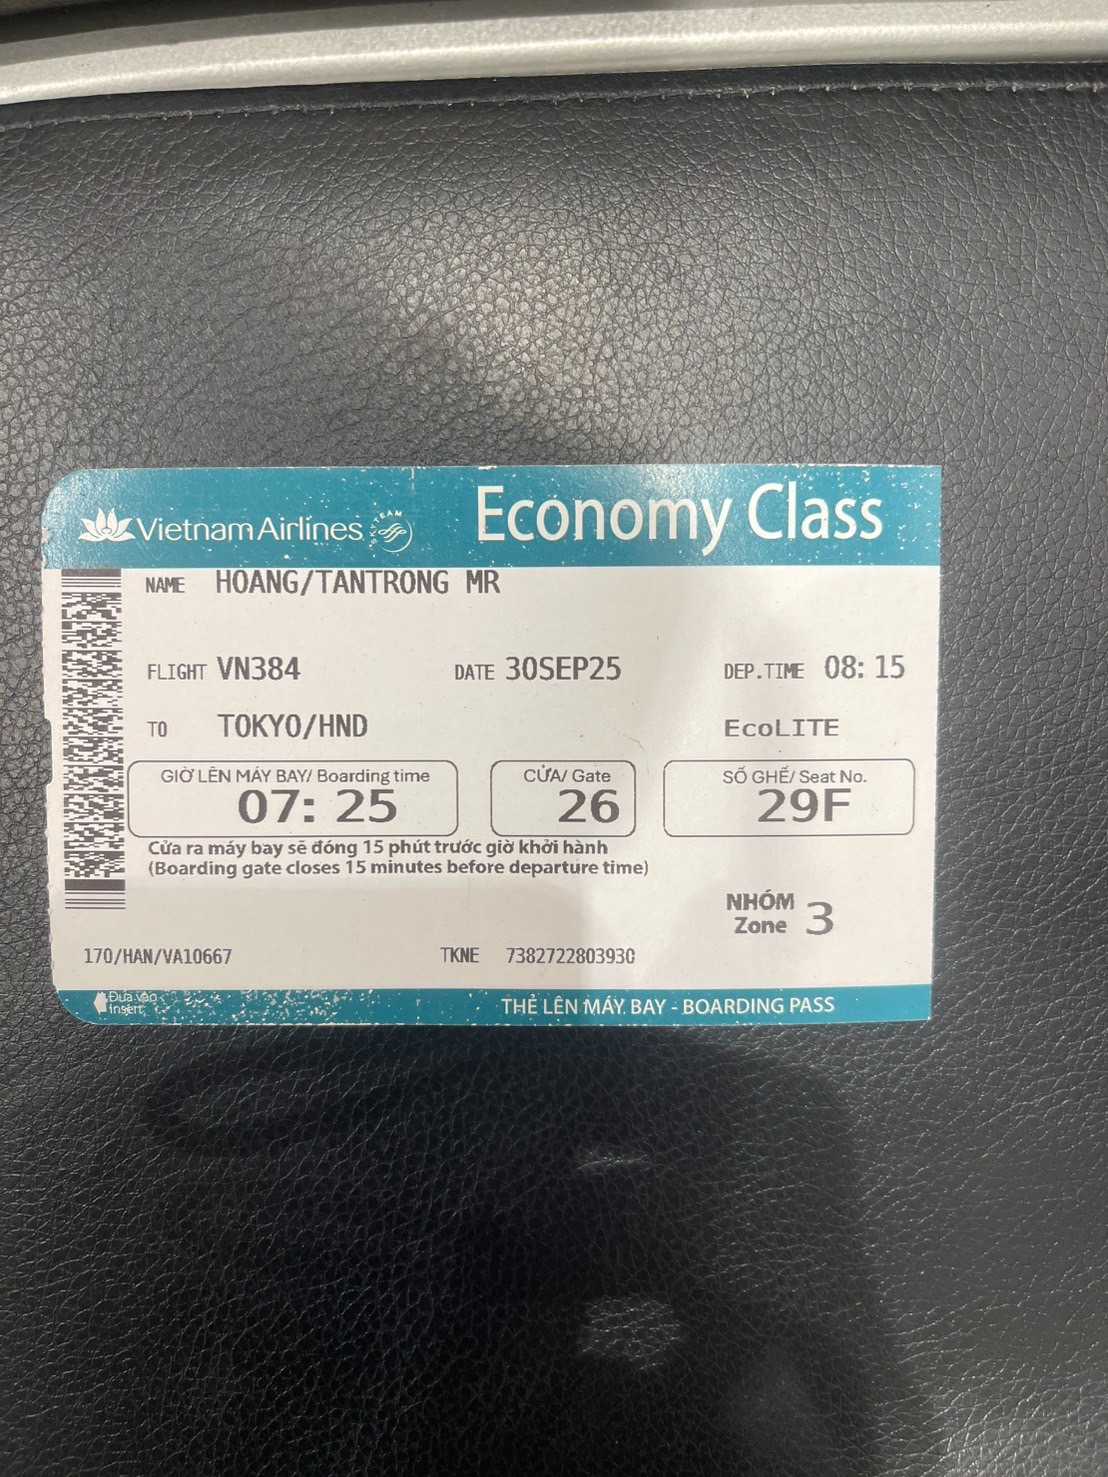 Vietnam Airlines SKYTEAM Economy Class
NAME HOANG/TANTRONG MR
FLIGHT VN384 DATE 30SEP25 DEP.TIME 08: 15
TO TOKYO/HND EcoLITE
GIỜ LÊN MÁY BAY/ Boarding time CỬA/ Gate SỐ GHẾ/ Seat No.
07: 25 26 29F
Cửa ra máy bay sẽ đóng 15 phút trước giờ khởi hành
(Boarding gate closes 15 minutes before departure time)
NHÓM
Zone 3
170/HAN/VA10667 TKNE 7382722803930
Đưa vào
Insert
THẺ LÊN MÁY BAY - BOARDING PASS